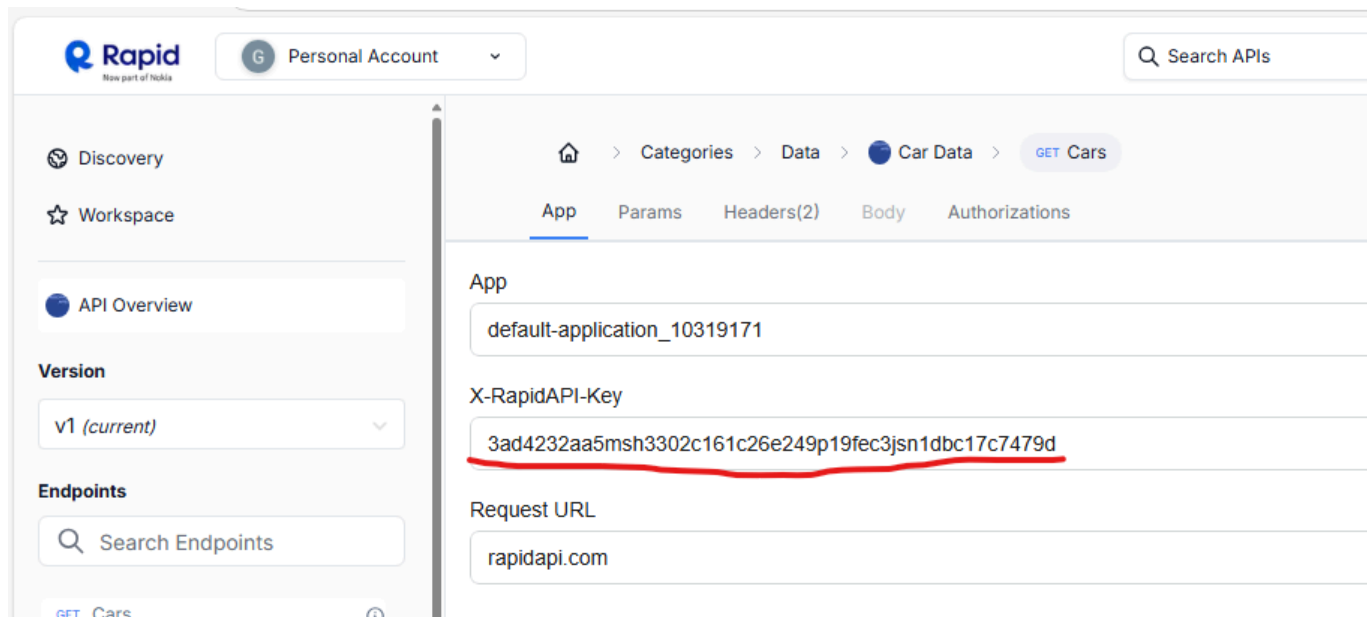 Rapid
Now part of Nokia
G Personal Account
Search APIs
Discovery
Workspace
API Overview
Version
v1 (current)
Endpoints
Search Endpoints
GET Cars
Categories > Data > Car Data > GET Cars
App Params Headers(2) Body Authorizations
App
default-application_10319171
X-RapidAPI-Key
3ad4232aa5msh3302c161c26e249p19fec3jsn1dbc17c7479d
Request URL
rapidapi.com